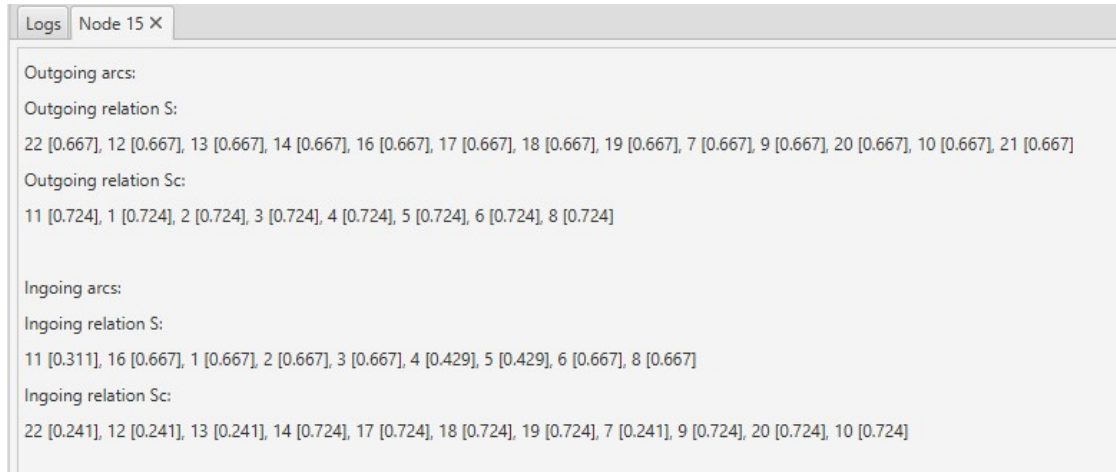 Logs Node 15 ×
Outgoing arcs:
Outgoing relation S:
22 [0.667], 12 [0.667], 13 [0.667], 14 [0.667], 16 [0.667], 17 [0.667], 18 [0.667], 19 [0.667], 7 [0.667], 9 [0.667], 20 [0.667], 10 [0.667], 21 [0.667]
Outgoing relation Sc:
11 [0.724], 1 [0.724], 2 [0.724], 3 [0.724], 4 [0.724], 5 [0.724], 6 [0.724], 8 [0.724]
Ingoing arcs:
Ingoing relation S:
11 [0.311], 16 [0.667], 1 [0.667], 2 [0.667], 3 [0.667], 4 [0.429], 5 [0.429], 6 [0.667], 8 [0.667]
Ingoing relation Sc:
22 [0.241], 12 [0.241], 13 [0.241], 14 [0.724], 17 [0.724], 18 [0.724], 19 [0.724], 7 [0.241], 9 [0.724], 20 [0.724], 10 [0.724]